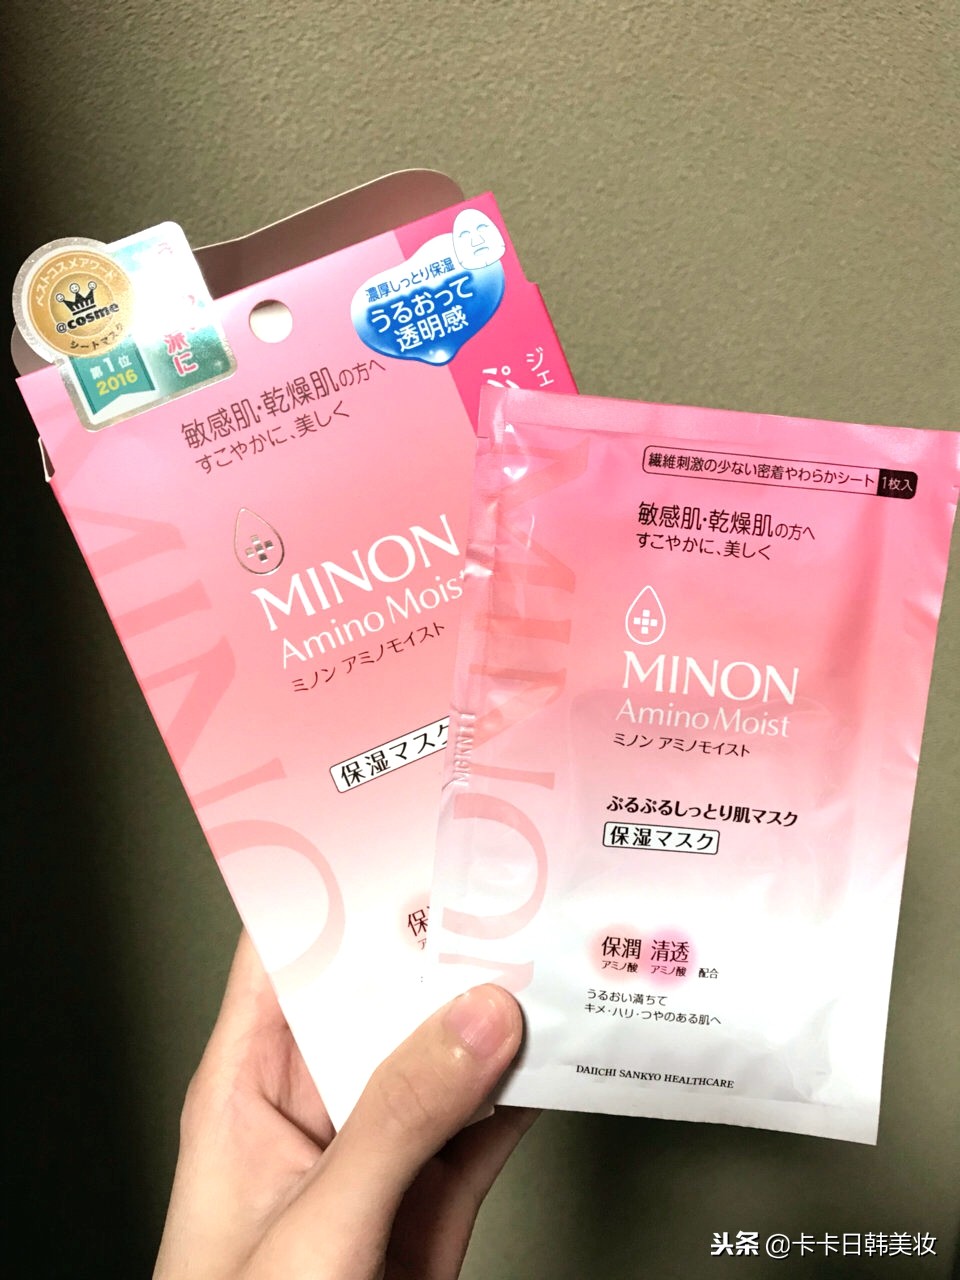 ベストコスメアワード
@cosme
シートマスク
第1位
2016
派に
濃厚しっとり保湿
うるおって
透明感
ジェ
ぷ
敏感肌・乾燥肌の方へ
すこやかに、美しく
MINON
Amino Mois
ミノン アミノモイスト
保湿マスク
MINO
繊維刺激の少ない密着やわらかシート 1枚入
敏感肌・乾燥肌の方へ
すこやかに、美しく
MINON
Amino Moist
ミノン アミノモイスト
ぷるぷるしっとり肌マスク
保湿マスク
保潤 清透
アミノ酸 アミノ酸 配合
うるおい満ちて
キメ・ハリ・つやのある肌へ
DAIICHI SANKYO HEALTHCARE
MINON
頭条 @卡卡日韩美妆